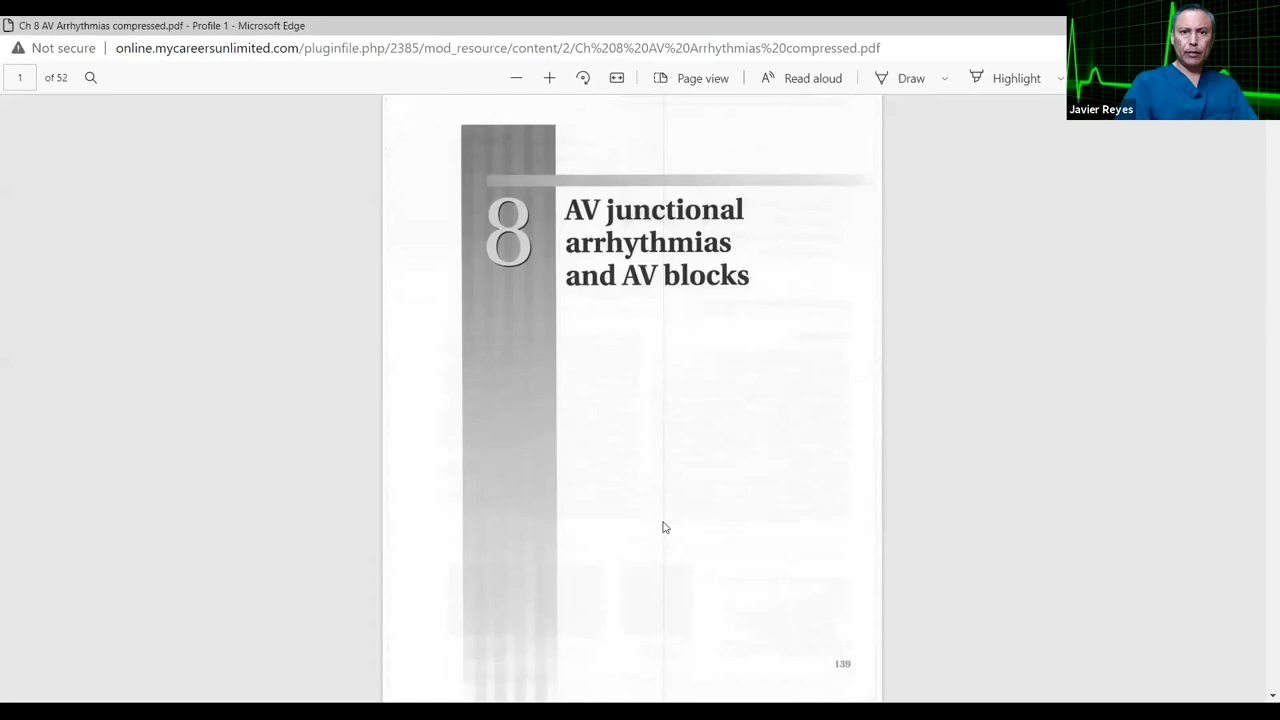 Ch 8 AV Arrhythmias compressed.pdf - Profile 1 - Microsoft Edge
Not secure
online.mycareersunlimited.com/pluginfile.php/2385/mod_resource/content/2/Ch%208%20AV%20Arrhythmias%20compressed.pdf
1 of 52
Page view
Read aloud
Draw
Highlight
Javier Reyes
8
AV junctional
arrhythmias
and AV blocks
139